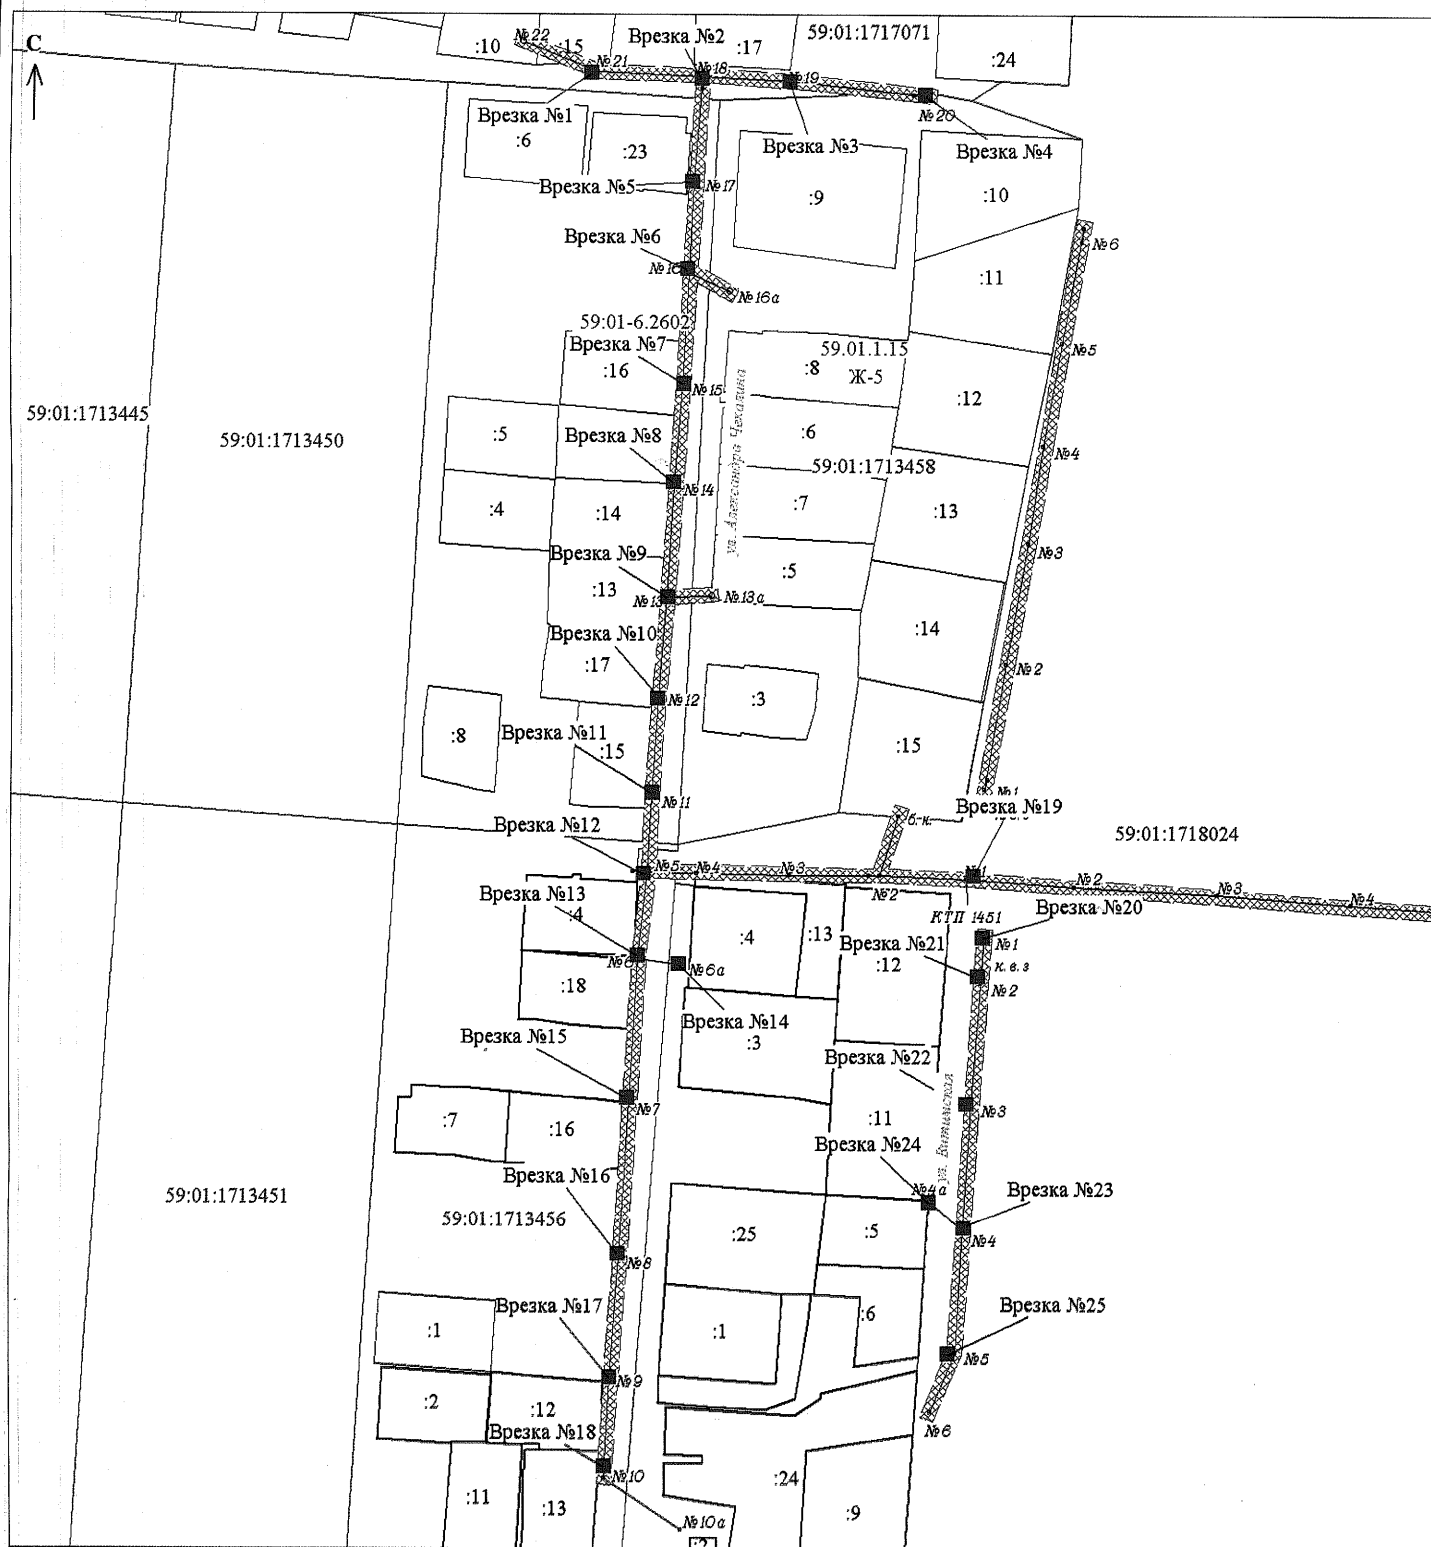 С
№22
:10
:15
Врезка №2
:17
59:01:1717071
:24
№21
№18
№19
№20
Врезка №1
:6
:23
Врезка №3
Врезка №4
Врезка №5
№17
:9
:10
Врезка №6
№16
№16а
№6
:11
59:01-6.2602
Врезка №7
:16
№15
59.01.1.15
Ж-5
:8
№5
59:01:1713445
59:01:1713450
:5
Врезка №8
:6
:12
59:01:1713458
№4
ул. Александра Чекалина
№14
:4
:14
:7
:13
Врезка №9
№3
:13
:5
№13
№13а
Врезка №10
:14
:17
№2
№12
:3
:8
Врезка №11
:15
:15
№1
№11
Врезка №19
Врезка №12
б.н.
59:01:1718024
№5
№4
№3
№2
№1
№2
№3
№4
Врезка №13
:4
КТП 1451
Врезка №20
:4
:13
Врезка №21
№1
:12
к.в.з
№6
№6а
№2
:18
Врезка №14
Врезка №15
:3
Врезка №22
№7
№3
:7
:16
:11
ул. Витимская
Врезка №24
Врезка №16
№4а
Врезка №23
59:01:1713451
59:01:1713456
:25
:5
№4
№8
Врезка №17
Врезка №25
:1
:1
:6
№5
№9
:2
:12
Врезка №18
№6
№10
:24
:11
:13
:9
№10а
:2